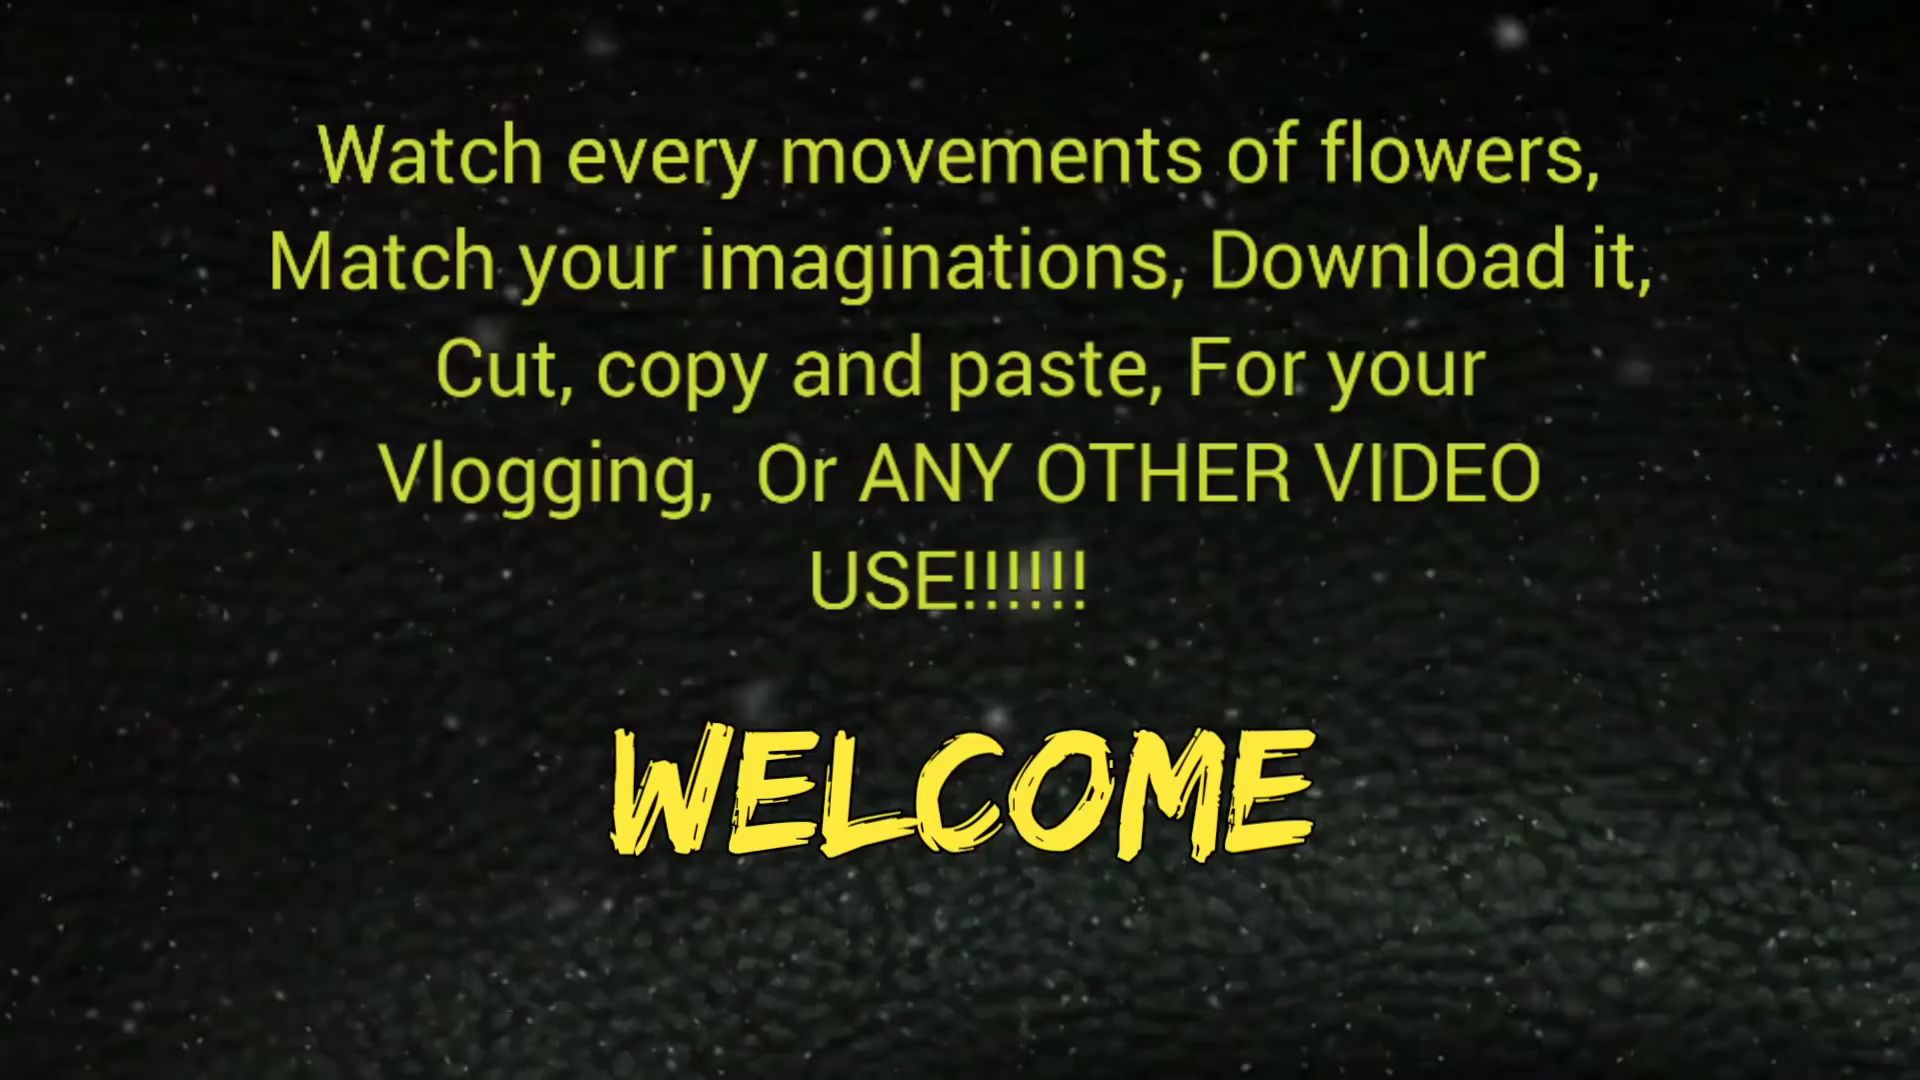 Watch every movements of flowers,
Match your imaginations, Download it,
Cut, copy and paste, For your
Vlogging,  Or ANY OTHER VIDEO
USE!!!!!!
WELCOME